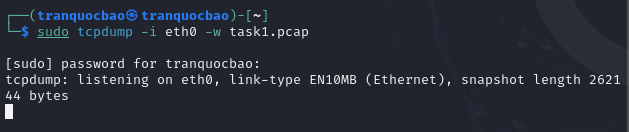 ┌──(tranquocbao㉿tranquocbao)-[~]
└─$ sudo tcpdump -i eth0 -w task1.pcap
[sudo] password for tranquocbao:
tcpdump: listening on eth0, link-type EN10MB (Ethernet), snapshot length 2621
44 bytes